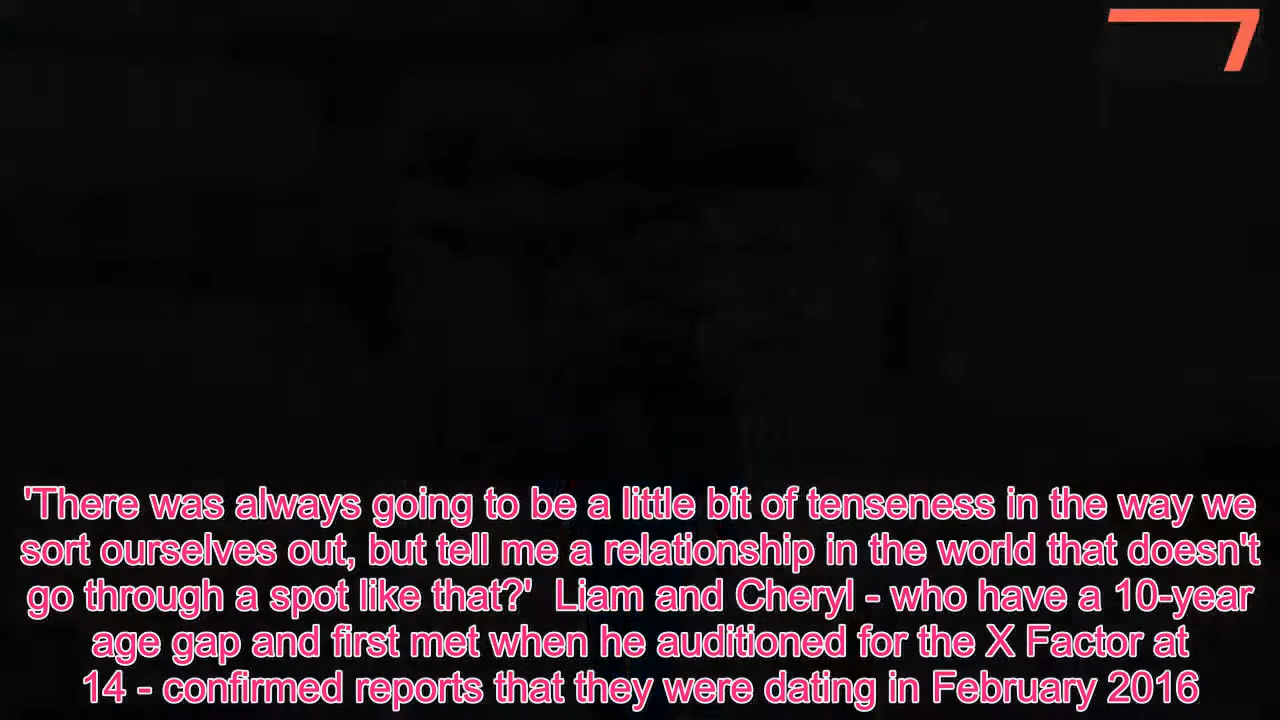 'There was always going to be a little bit of tenseness in the way we
sort ourselves out, but tell me a relationship in the world that doesn't
go through a spot like that?'  Liam and Cheryl - who have a 10-year
age gap and first met when he auditioned for the X Factor at
14 - confirmed reports that they were dating in February 2016